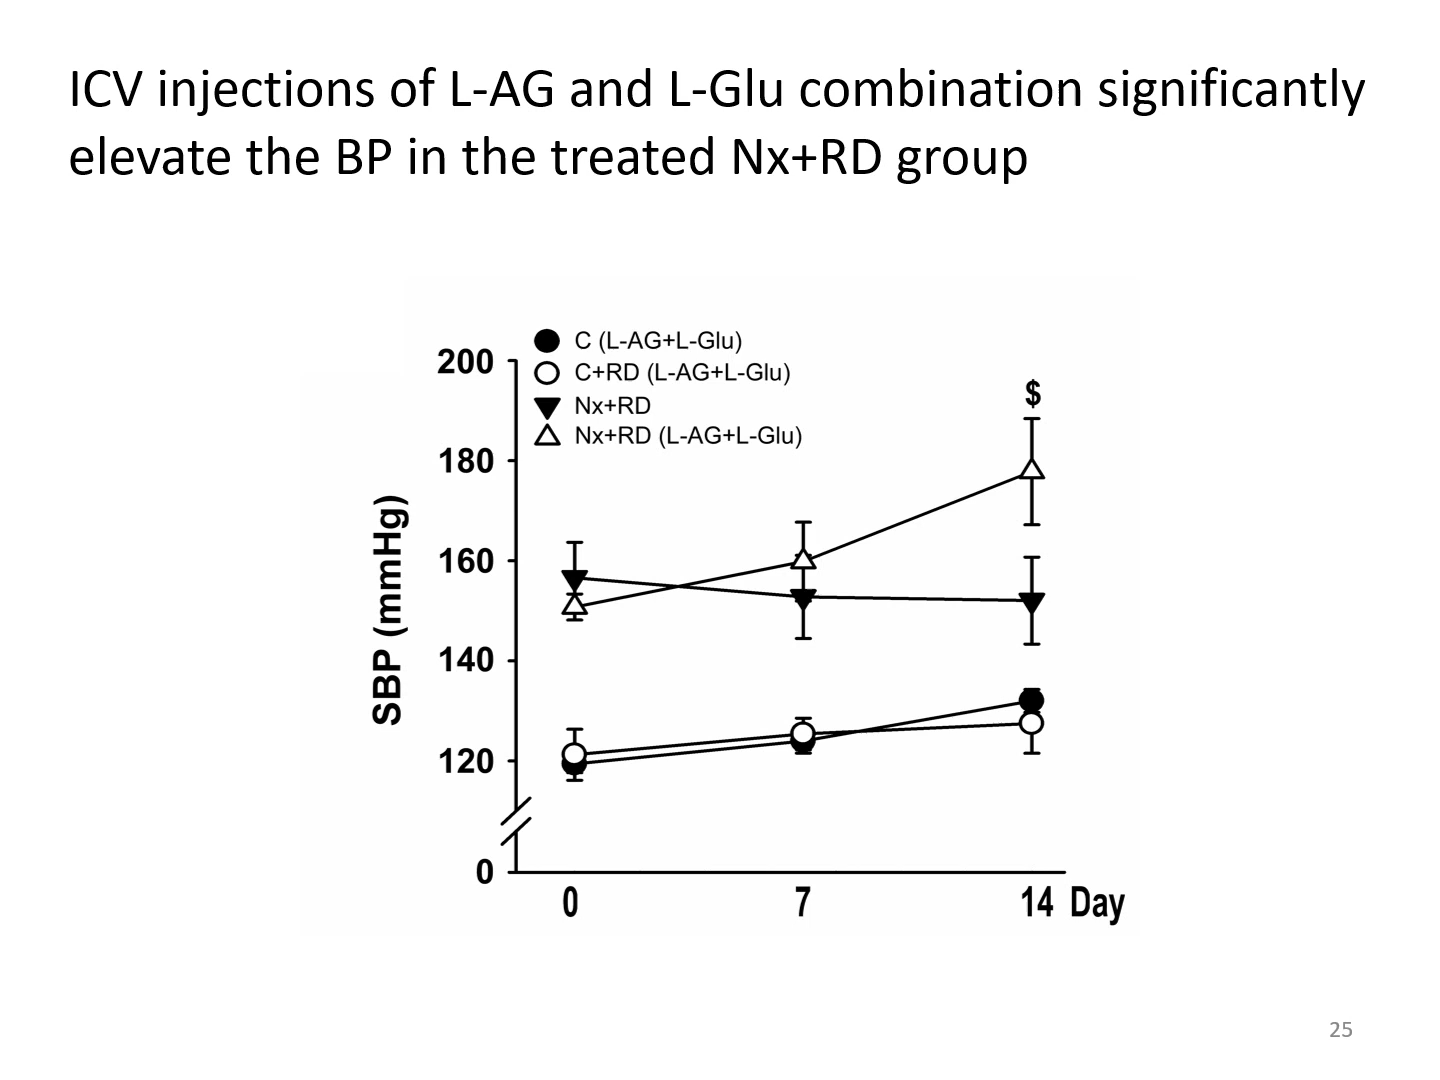 ICV injections of L-AG and L-Glu combination significantly
elevate the BP in the treated Nx+RD group
C (L-AG+L-Glu)
C+RD (L-AG+L-Glu)
Nx+RD
Nx+RD (L-AG+L-Glu)
$
200
180
160
140
120
0
SBP (mmHg)
0 7 14 Day
25